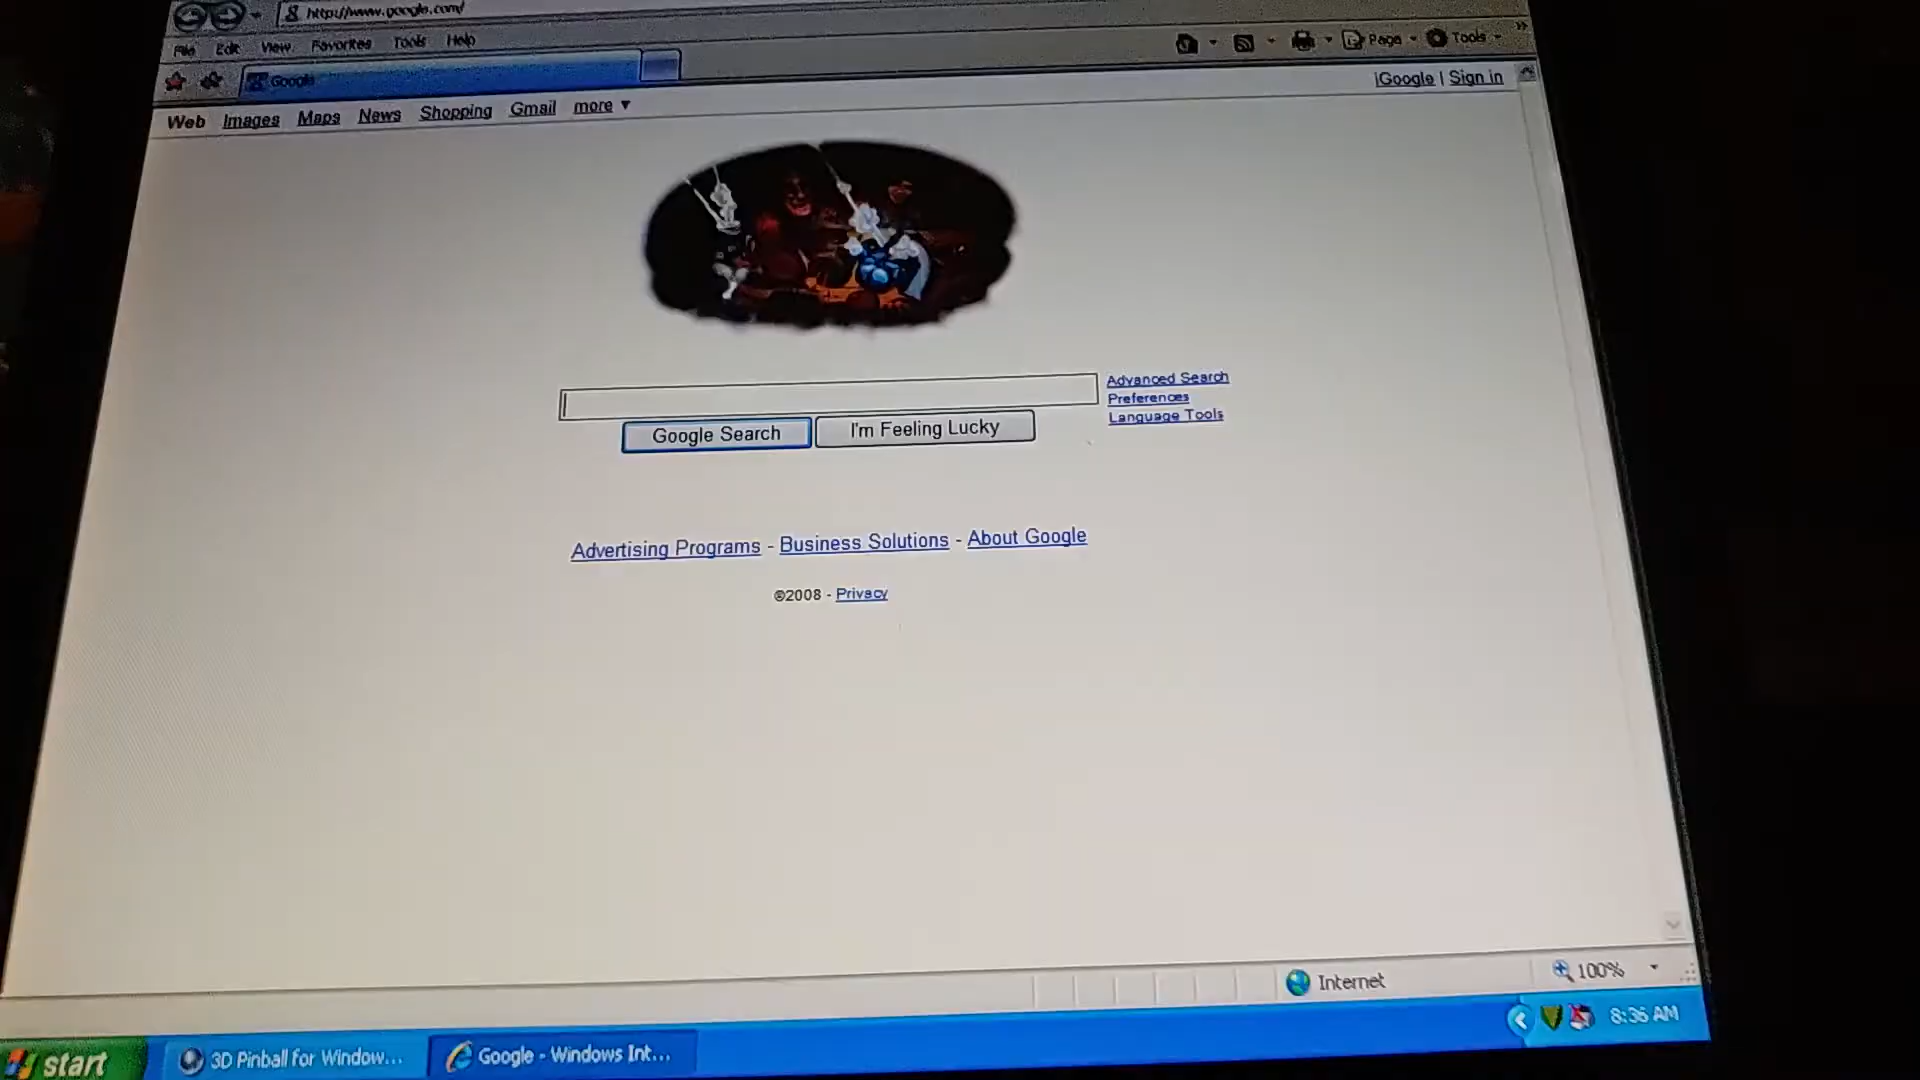 http://www.google.com/
File Edit View Favorites Tools Help
Page Tools
Google
iGoogle | Sign in
Web Images Maps News Shopping Gmail more ▼
Advanced Search
Preferences
Language Tools
Google Search I'm Feeling Lucky
Advertising Programs - Business Solutions - About Google
©2008 - Privacy
Internet 100%
start 3D Pinball for Window... Google - Windows Int... 8:36 AM